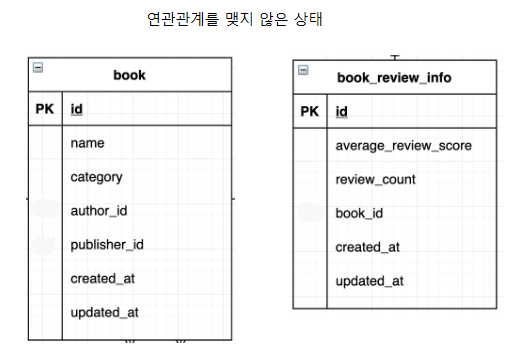 연관관계를 맺지 않은 상태
book
PK id
name
category
author_id
publisher_id
created_at
updated_at
book_review_info
PK id
average_review_score
review_count
book_id
created_at
updated_at